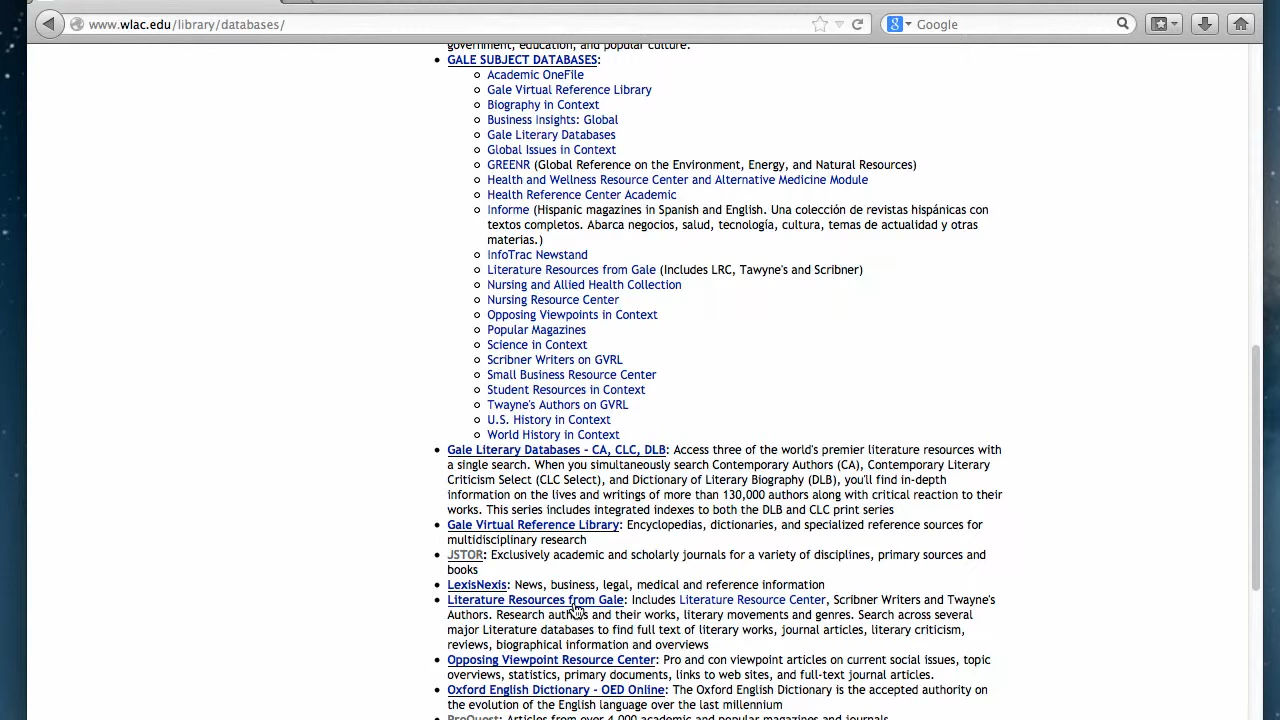 www.wlac.edu/library/databases/
Google
government, education, and popular culture.
GALE SUBJECT DATABASES:
Academic OneFile
Gale Virtual Reference Library
Biography in Context
Business Insights: Global
Gale Literary Databases
Global Issues in Context
GREENR (Global Reference on the Environment, Energy, and Natural Resources)
Health and Wellness Resource Center and Alternative Medicine Module
Health Reference Center Academic
Informe (Hispanic magazines in Spanish and English. Una colección de revistas hispánicas con
textos completos. Abarca negocios, salud, tecnología, cultura, temas de actualidad y otras
materias.)
InfoTrac Newstand
Literature Resources from Gale (Includes LRC, Tawyne's and Scribner)
Nursing and Allied Health Collection
Nursing Resource Center
Opposing Viewpoints in Context
Popular Magazines
Science in Context
Scribner Writers on GVRL
Small Business Resource Center
Student Resources in Context
Twayne's Authors on GVRL
U.S. History in Context
World History in Context
Gale Literary Databases - CA, CLC, DLB: Access three of the world's premier literature resources with
a single search. When you simultaneously search Contemporary Authors (CA), Contemporary Literary
Criticism Select (CLC Select), and Dictionary of Literary Biography (DLB), you'll find in-depth
information on the lives and writings of more than 130,000 authors along with critical reaction to their
works. This series includes integrated indexes to both the DLB and CLC print series
Gale Virtual Reference Library: Encyclopedias, dictionaries, and specialized reference sources for
multidisciplinary research
JSTOR: Exclusively academic and scholarly journals for a variety of disciplines, primary sources and
books
LexisNexis: News, business, legal, medical and reference information
Literature Resources from Gale: Includes Literature Resource Center, Scribner Writers and Twayne's
Authors. Research authors and their works, literary movements and genres. Search across several
major Literature databases to find full text of literary works, journal articles, literary criticism,
reviews, biographical information and overviews
Opposing Viewpoint Resource Center: Pro and con viewpoint articles on current social issues, topic
overviews, statistics, primary documents, links to web sites, and full-text journal articles.
Oxford English Dictionary - OED Online: The Oxford English Dictionary is the accepted authority on
the evolution of the English language over the last millennium
ProQuest: Articles from over 4,000 academic and popular magazines and journals